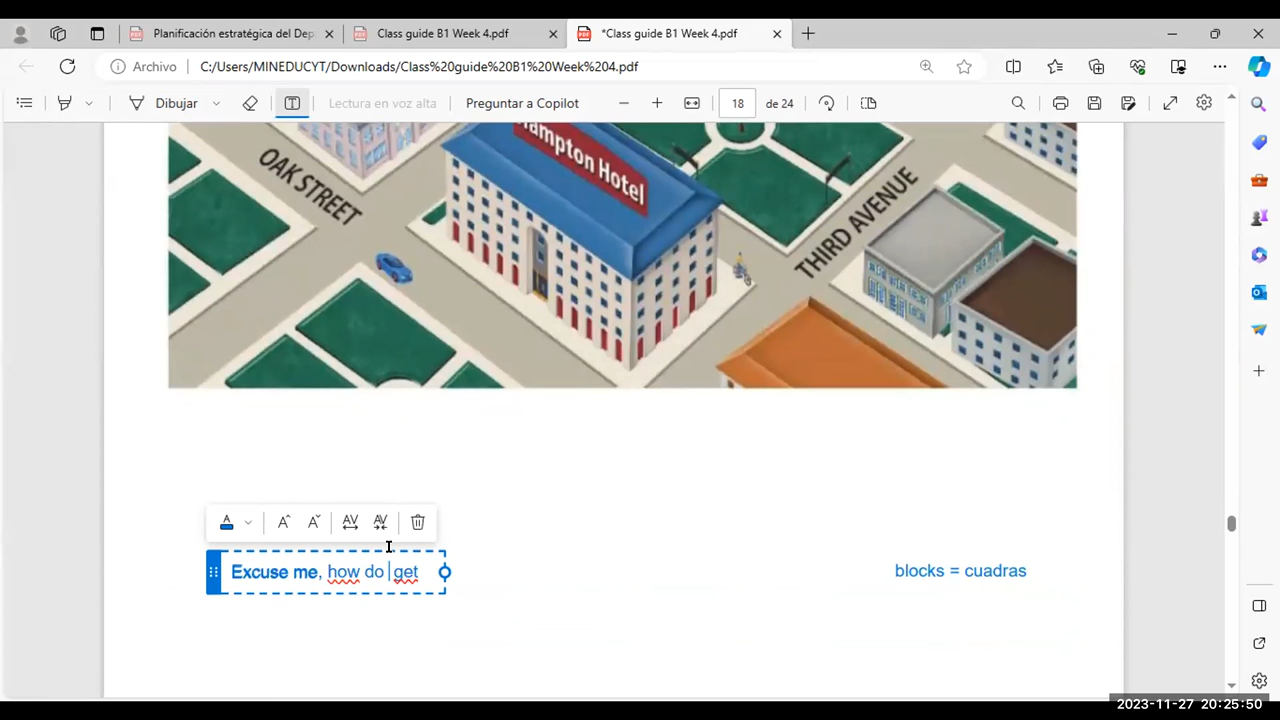 Planificación estratégica del Dep
Class guide B1 Week 4.pdf
*Class guide B1 Week 4.pdf
Archivo
C:/Users/MINEDUCYT/Downloads/Class%20guide%20B1%20Week%204.pdf
Dibujar
Lectura en voz alta
Preguntar a Copilot
18
de 24
Hampton Hotel
OAK STREET
THIRD AVENUE
Excuse me, how do get
blocks = cuadras
2023-11-27 20:25:50